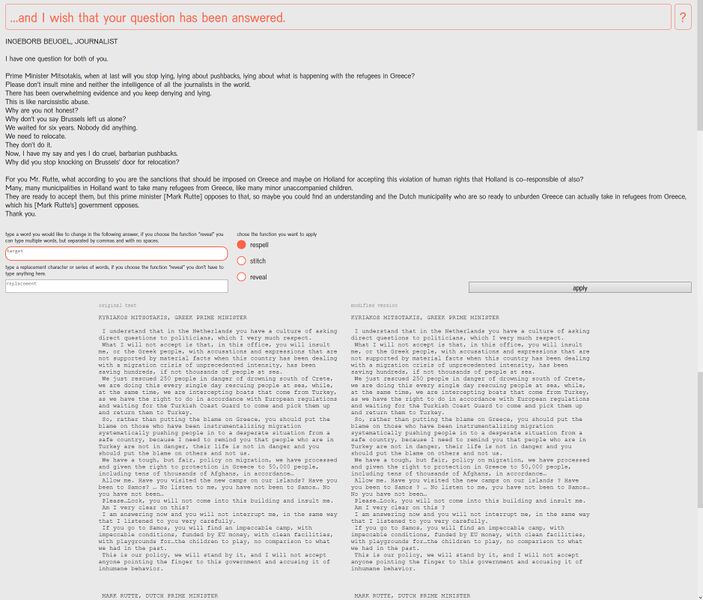 ...and I wish that your question has been answered.
?
INGEBORB BEUGEL, JOURNALIST
I have one question for both of you.
Prime Minister Mitsotakis, when at last will you stop lying, lying about pushbacks, lying about what is happening with the refugees in Greece?
Please don't insult mine and neither the intelligence of all the journalists in the world.
There has been overwhelming evidence and you keep denying and lying.
This is like narcissistic abuse.
Why are you not honest?
Why don't you say Brussels left us alone?
We waited for six years. Nobody did anything.
We need to relocate.
They don't do it.
Now, I have my say and yes I do cruel, barbarian pushbacks.
Why did you stop knocking on Brussels' door for relocation?
For you Mr. Rutte, what according to you are the sanctions that should be imposed on Greece and maybe on Holland for accepting this violation of human rights that Holland is co-responsible of also?
Many, many municipalities in Holland want to take many refugees from Greece, like many minor unaccompanied children.
They are ready to accept them, but this prime minister [Mark Rutte] opposes to that, so maybe you could find an understanding and the Dutch municipality who are so ready to unburden Greece can actually take in refugees from Greece,
which his [Mark Rutte's] government opposes.
Thank you.
type a word you would like to change in the following answer, if you choose the function "reveal" you
can type multiple words, but separated by commas and with no spaces.
target
type a replacement character or series of words, if you choose the function "reveal" you don't have to
type anything here.
replacement
chose the function you want to apply
respell
stitch
reveal
apply
original text
KYRIAKOS MITSOTAKIS, GREEK PRIME MINISTER
I understand that in the Netherlands you have a culture of asking
direct questions to politicians, which I very much respect.
What I will not accept is that, in this office, you will insult
me, or the Greek people, with accusations and expressions that are
not supported by material facts when this country has been dealing
with a migration crisis of unprecedented intensity, has been
saving hundreds, if not thousands of people at sea.
We just rescued 250 people in danger of drowning south of Crete,
we are doing this every single day rescuing people at sea, while,
at the same time, we are intercepting boats that come from Turkey,
as we have the right to do in accordance with European regulations
and waiting for the Turkish Coast Guard to come and pick them up
and return them to Turkey.
So, rather than putting the blame on Greece, you should put the
blame on those who have been instrumentalizing migration
systematically pushing people in to a desperate situation from a
safe country, because I need to remind you that people who are in
Turkey are not in danger, their life is not in danger and you
should put the blame on others and not us.
We have a tough, but fair, policy on migration, we have processed
and given the right to protection in Greece to 50,000 people,
including tens of thousands of Afghans, in accordance…
Allow me. Have you visited the new camps on our islands? Have you
been to Samos? … No listen to me, you have not been to Samos… No
you have not been…
Please…Look, you will not come into this building and insult me.
Am I very clear on this?
I am answering now and you will not interrupt me, in the same way
that I listened to you very carefully.
If you go to Samos, you will find an impeccable camp, with
impeccable conditions, funded by EU money, with clean facilities,
with playgrounds for…the children to play, no comparison to what
we had in the past.
This is our policy, we will stand by it, and I will not accept
anyone pointing the finger to this government and accusing it of
inhumane behavior.
MARK RUTTE, DUTCH PRIME MINISTER
modified version
KYRIAKOS MITSOTAKIS, GREEK PRIME MINISTER
I understand that in the Netherlands you have a culture of asking
direct questions to politicians, which I very much respect.
What I will not accept is that, in this office, you will insult
me, or the Greek people, with accusations and expressions that are
not supported by material facts when this country has been dealing
with a migration crisis of unprecedented intensity, has been
saving hundreds, if not thousands of people at sea.
We just rescued 250 people in danger of drowning south of Crete,
we are doing this every single day rescuing people at sea, while,
at the same time, we are intercepting boats that come from Turkey,
as we have the right to do in accordance with European regulations
and waiting for the Turkish Coast Guard to come and pick them up
and return them to Turkey.
So, rather than putting the blame on Greece, you should put the
blame on those who have been instrumentalizing migration
systematically pushing people in to a desperate situation from a
safe country, because I need to remind you that people who are in
Turkey are not in danger, their life is not in danger and you
should put the blame on others and not us.
We have a tough, but fair, policy on migration, we have processed
and given the right to protection in Greece to 50,000 people,
including tens of thousands of Afghans, in accordance…
Allow me. Have you visited the new camps on our islands ? Have
you been to Samos ? … No listen to me, you have not been to Samos…
No you have not been…
Please…Look, you will not come into this building and insult me.
Am I very clear on this ?
I am answering now and you will not interrupt me, in the same way
that I listened to you very carefully.
If you go to Samos, you will find an impeccable camp, with
impeccable conditions, funded by EU money, with clean facilities,
with playgrounds for…the children to play, no comparison to what
we had in the past.
This is our policy, we will stand by it, and I will not accept
anyone pointing the finger to this government and accusing it of
inhumane behavior.
MARK RUTTE, DUTCH PRIME MINISTER